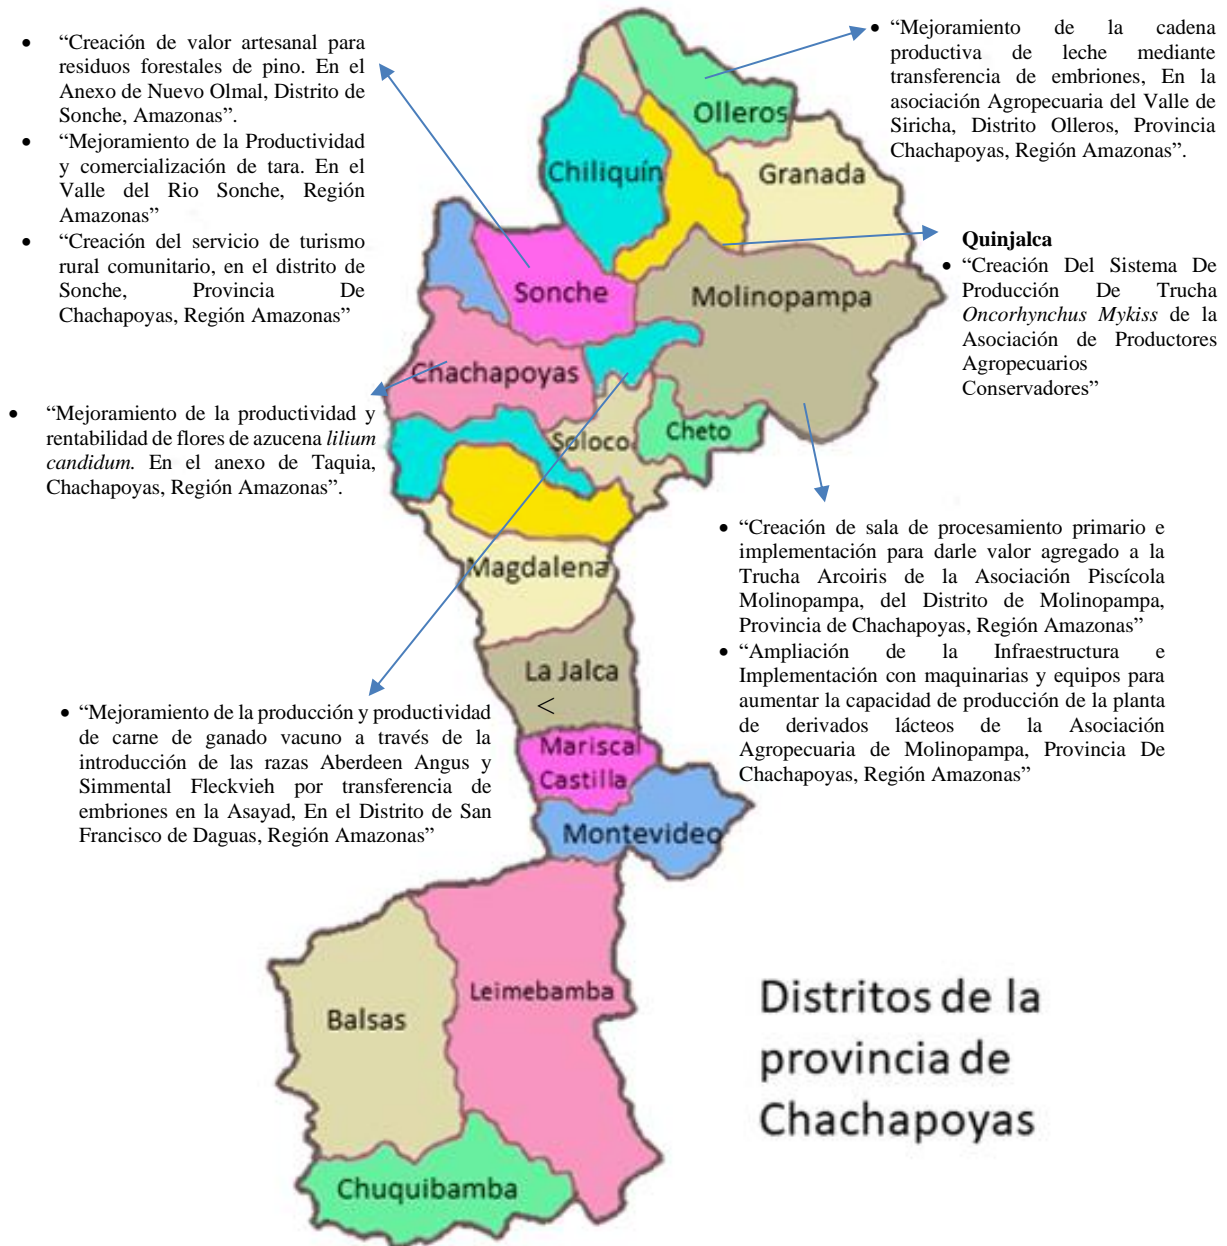 • “Creación de valor artesanal para
residuos forestales de pino. En el
Anexo de Nuevo Olmal, Distrito de
Sonche, Amazonas”.
• “Mejoramiento de la Productividad
y comercialización de tara. En el
Valle del Rio Sonche, Región
Amazonas”
• “Creación del servicio de turismo
rural comunitario, en el distrito de
Sonche, Provincia De
Chachapoyas, Región Amazonas”
• “Mejoramiento de la cadena
productiva de leche mediante
transferencia de embriones, En la
asociación Agropecuaria del Valle de
Siricha, Distrito Olleros, Provincia
Chachapoyas, Región Amazonas”.
Olleros
Chiliquín
Granada
Quinjalca
• “Creación Del Sistema De
Producción De Trucha
Oncorhynchus Mykiss de la
Asociación de Productores
Agropecuarios
Conservadores”
Sonche
Molinopampa
Chachapoyas
Soloco
Cheto
• “Mejoramiento de la productividad y
rentabilidad de flores de azucena lilium
candidum. En el anexo de Taquia,
Chachapoyas, Región Amazonas”.
Magdalena
• “Creación de sala de procesamiento primario e
implementación para darle valor agregado a la
Trucha Arcoiris de la Asociación Piscícola
Molinopampa, del Distrito de Molinopampa,
Provincia de Chachapoyas, Región Amazonas”
• “Ampliación de la Infraestructura e
Implementación con maquinarias y equipos para
aumentar la capacidad de producción de la planta
de derivados lácteos de la Asociación
Agropecuaria de Molinopampa, Provincia De
Chachapoyas, Región Amazonas”
La Jalca
<
• “Mejoramiento de la producción y productividad
de carne de ganado vacuno a través de la
introducción de las razas Aberdeen Angus y
Simmental Fleckvieh por transferencia de
embriones en la Asayad, En el Distrito de San
Francisco de Daguas, Región Amazonas”
Mariscal
Castilla
Montevideo
Leimebamba
Balsas
Chuquibamba
Distritos de la
provincia de
Chachapoyas